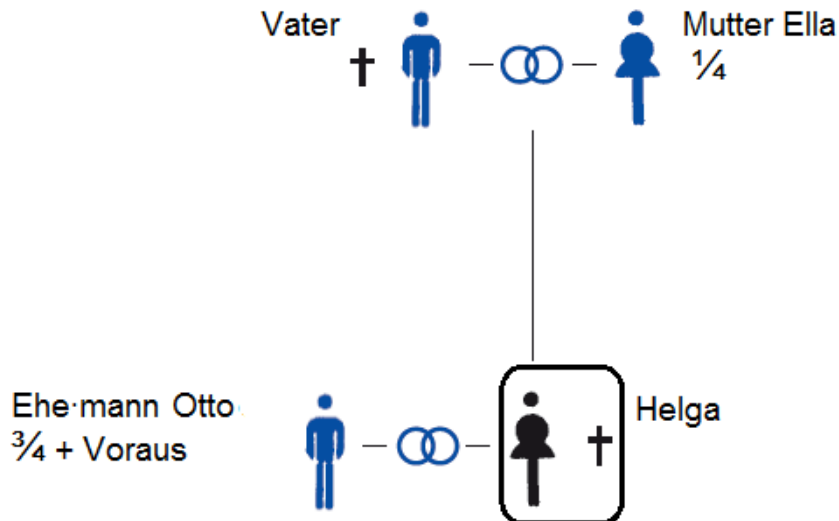 Vater
Mutter Ella
¼
Ehe·mann Otto
¾ + Voraus
Helga